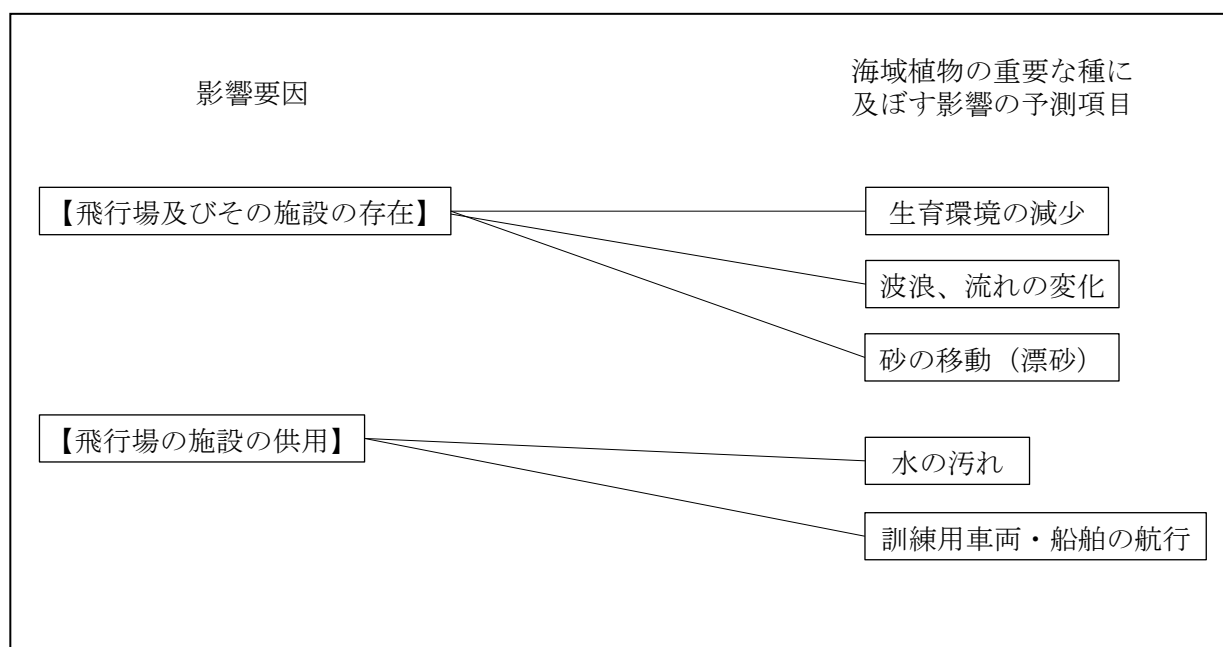 影響要因
海域植物の重要な種に
及ぼす影響の予測項目
【飛行場及びその施設の存在】
生育環境の減少
波浪、流れの変化
砂の移動（漂砂）
【飛行場の施設の供用】
水の汚れ
訓練用車両・船舶の航行